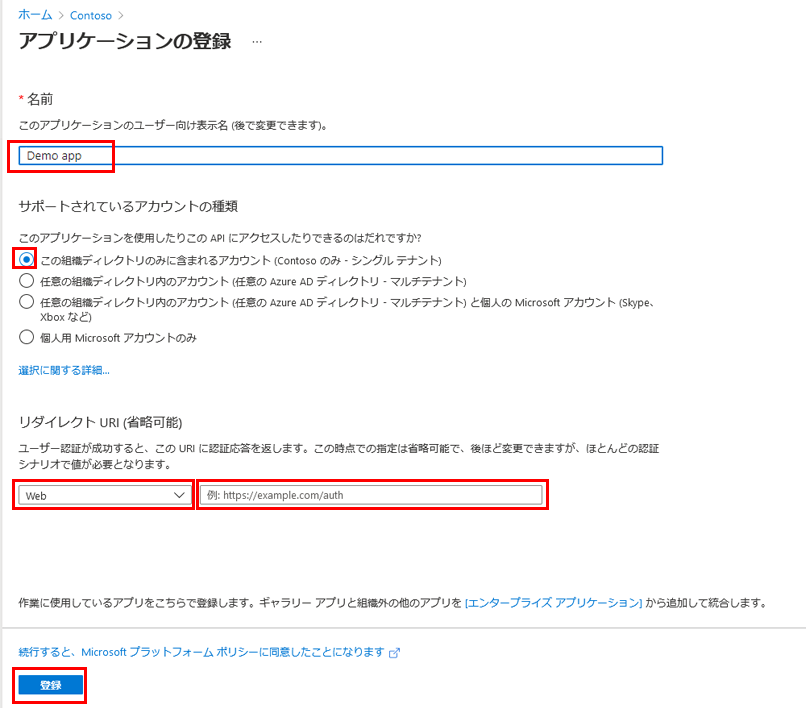 ホーム > Contoso >
アプリケーションの登録 ...
* 名前
このアプリケーションのユーザー向け表示名 (後で変更できます)。
Demo app
サポートされているアカウントの種類
このアプリケーションを使用したりこの API にアクセスしたりできるのはだれですか?
この組織ディレクトリのみに含まれるアカウント (Contoso のみ - シングル テナント)
任意の組織ディレクトリ内のアカウント (任意の Azure AD ディレクトリ - マルチテナント)
任意の組織ディレクトリ内のアカウント (任意の Azure AD ディレクトリ - マルチテナント) と個人の Microsoft アカウント (Skype、
Xbox など)
個人用 Microsoft アカウントのみ
選択に関する詳細...
リダイレクト URI (省略可能)
ユーザー認証が成功すると、この URI に認証応答を返します。この時点での指定は省略可能で、後ほど変更できますが、ほとんどの認証
シナリオで値が必要となります。
Web 例: https://example.com/auth
作業に使用しているアプリをこちらで登録します。ギャラリー アプリと組織外の他のアプリを [エンタープライズ アプリケーション] から追加して統合します。
続行すると、Microsoft プラットフォーム ポリシーに同意したことになります
登録